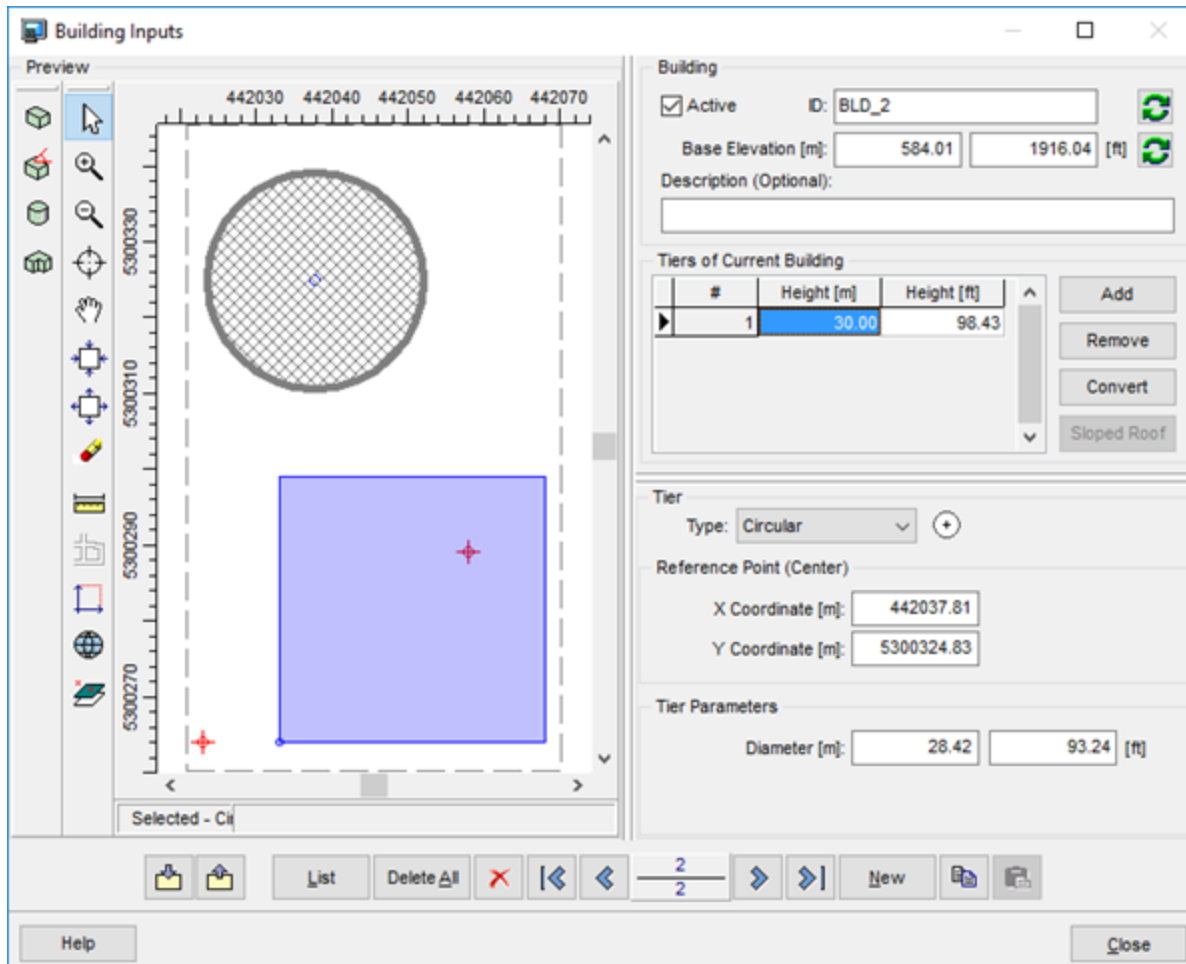 Building Inputs
Preview
442030 442040 442050 442060 442070
5300330
5300310
5300290
5300270
Selected - Cir
Building
Active ID: BLD_2
Base Elevation [m]: 584.01 1916.04 [ft]
Description (Optional):
Tiers of Current Building
# Height [m] Height [ft]
1 30.00 98.43
Add
Remove
Convert
Sloped Roof
Tier
Type: Circular
Reference Point (Center)
X Coordinate [m]: 442037.81
Y Coordinate [m]: 5300324.83
Tier Parameters
Diameter [m]: 28.42 93.24 [ft]
List Delete All 2 New
2
Help Close